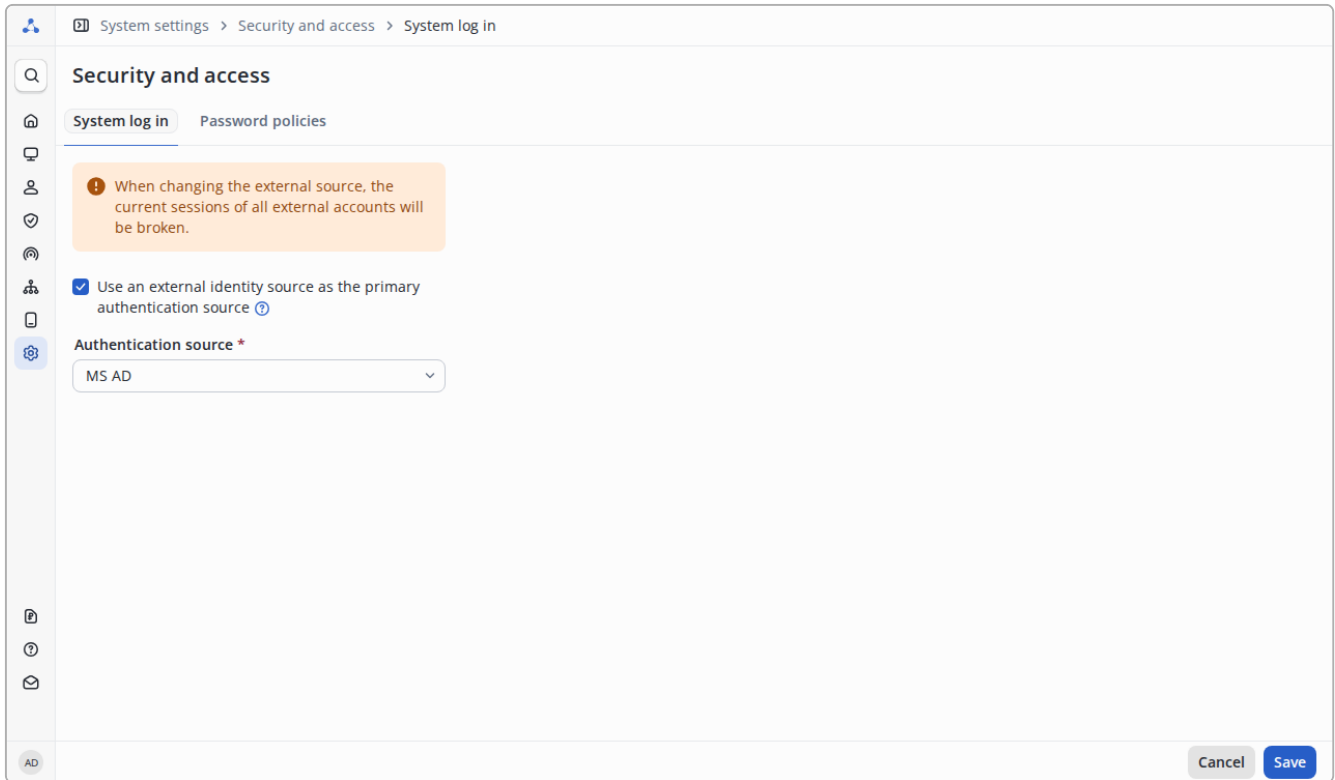 System settings > Security and access > System log in
Security and access
System log in
Password policies
When changing the external source, the
current sessions of all external accounts will
be broken.
Use an external identity source as the primary
authentication source
Authentication source *
MS AD
AD
Cancel
Save